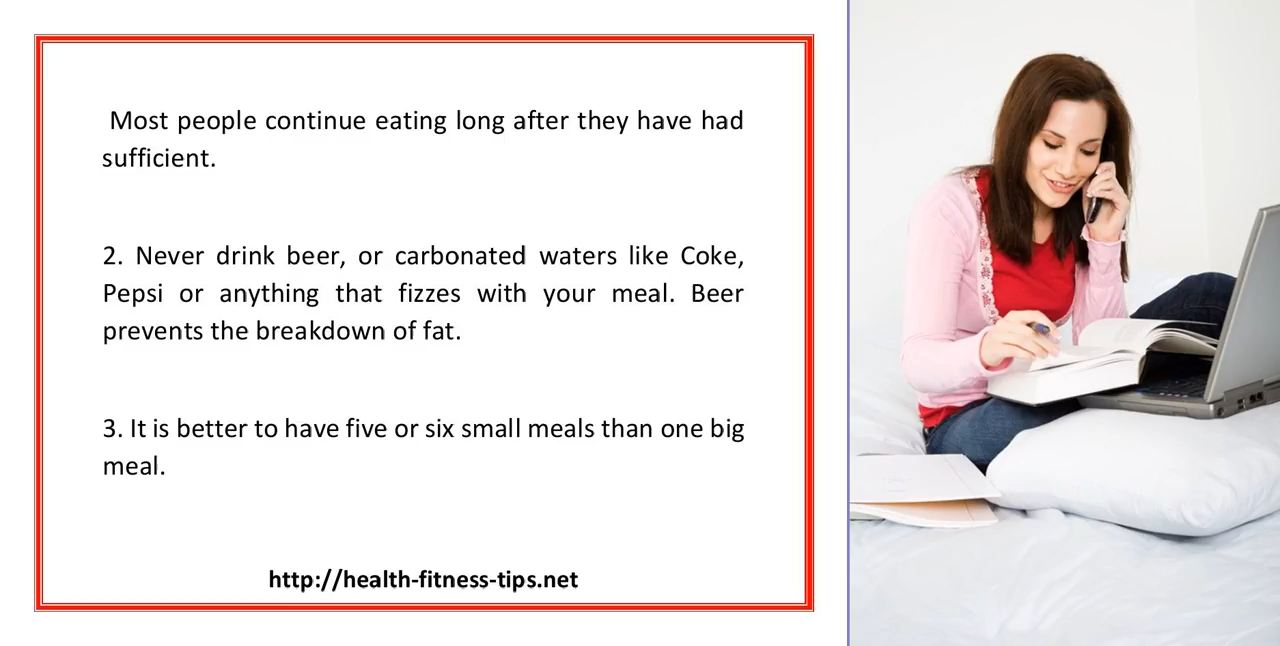 Most people continue eating long after they have had
sufficient.
2. Never drink beer, or carbonated waters like Coke,
Pepsi or anything that fizzes with your meal. Beer
prevents the breakdown of fat.
3. It is better to have five or six small meals than one big
meal.
http://health-fitness-tips.net